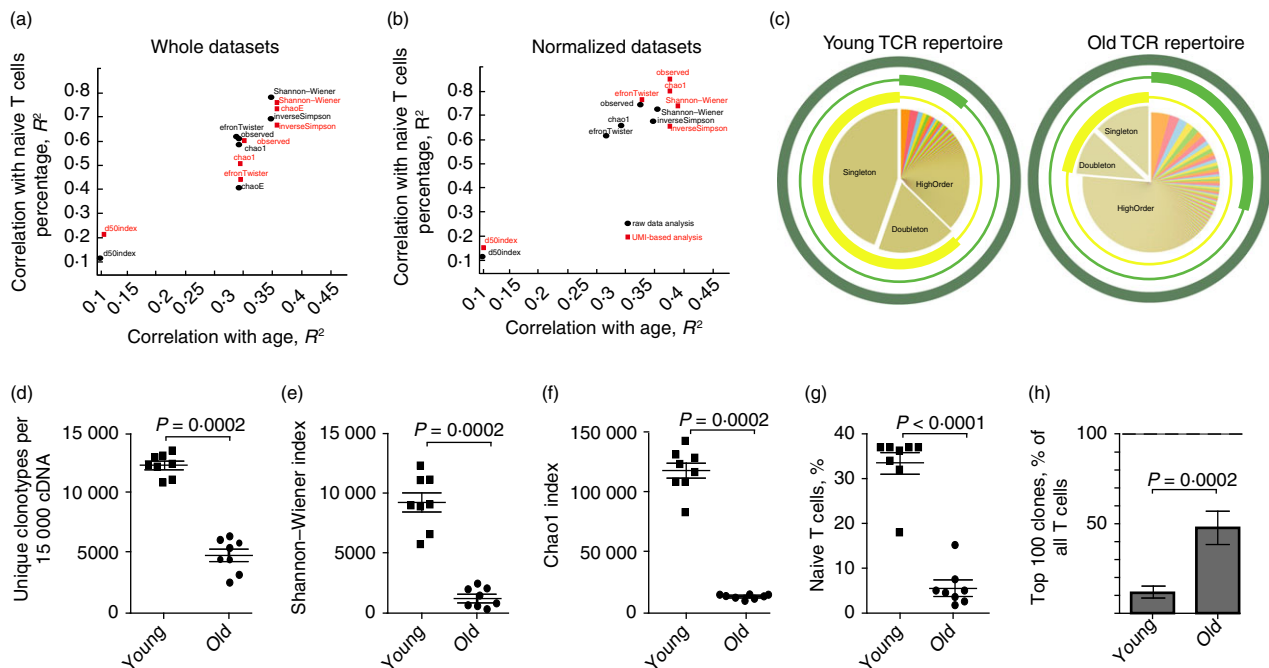 (a)
Whole datasets
Correlation with naive T cells
percentage, R²
0·8
0·7
0·6
0·5
0·4
0·3
0·2
0·1
Shannon–Wiener
Shannon–Wiener
chaoE
inverseSimpson
inverseSimpson
efronTwister
observed
observed
chao1
chao1
efronTwister
chaoE
d50index
d50index
0·1
0·15
0·2
0·25
0·3
0·35
0·4
0·45
Correlation with age, R²
(b)
Normalized datasets
Correlation with naive T cells
percentage, R²
0·8
0·7
0·6
0·5
0·4
0·3
0·2
0·1
observed
chao1
efronTwister
Shannon–Wiener
observed
Shannon–Wiener
chao1
inverseSimpson
inverseSimpson
efronTwister
raw data analysis
UMI-based analysis
d50index
d50index
0·1
0·15
0·2
0·25
0·3
0·35
0·4
0·45
Correlation with age, R²
(c)
Young TCR repertoire
Singleton
HighOrder
Doubleton
Old TCR repertoire
Singleton
Doubleton
HighOrder
(d)
Unique clonotypes per
15 000 cDNA
P = 0·0002
15 000
10 000
5000
0
Young
Old
(e)
Shannon–Wiener index
P = 0·0002
15 000
10 000
5000
0
Young
Old
(f)
Chao1 index
P = 0·0002
150 000
100 000
50 000
0
Young
Old
(g)
Naive T cells, %
P < 0·0001
40
30
20
10
0
Young
Old
(h)
Top 100 clones, % of
all T cells
P = 0·0002
100
50
0
Young
Old